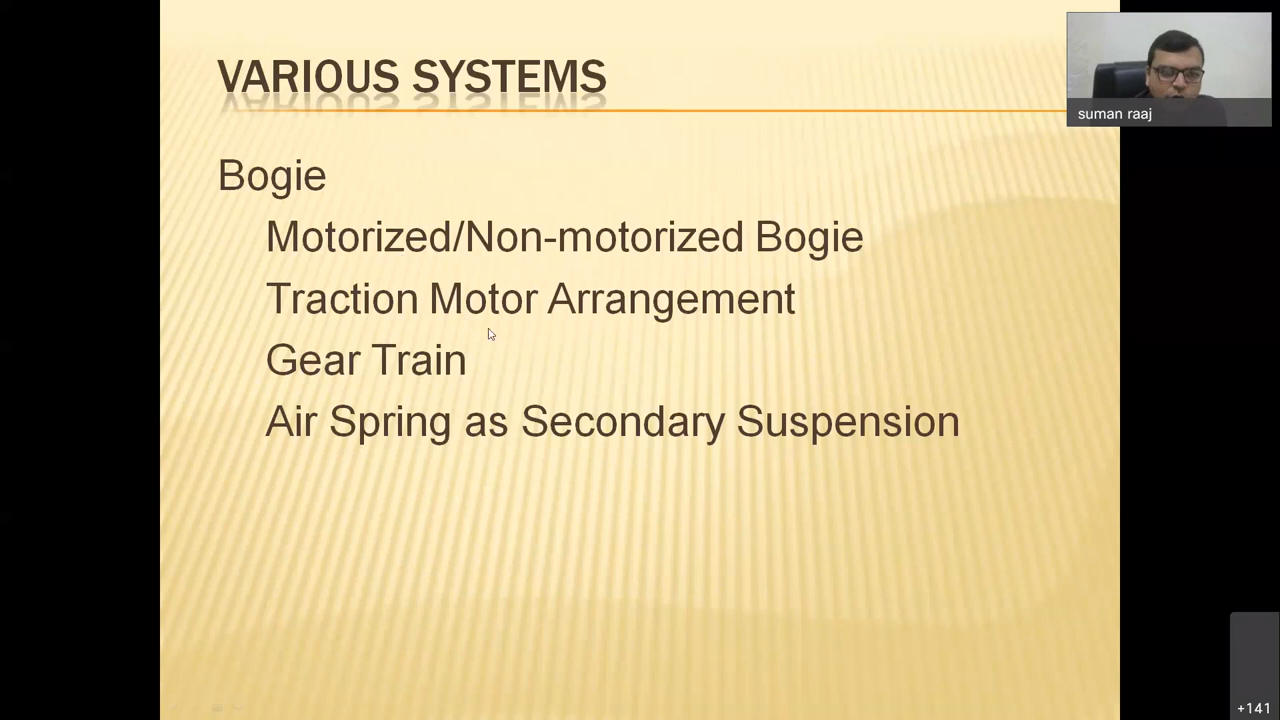 VARIOUS SYSTEMS
suman raaj
Bogie
Motorized/Non-motorized Bogie
Traction Motor Arrangement
Gear Train
Air Spring as Secondary Suspension
+141